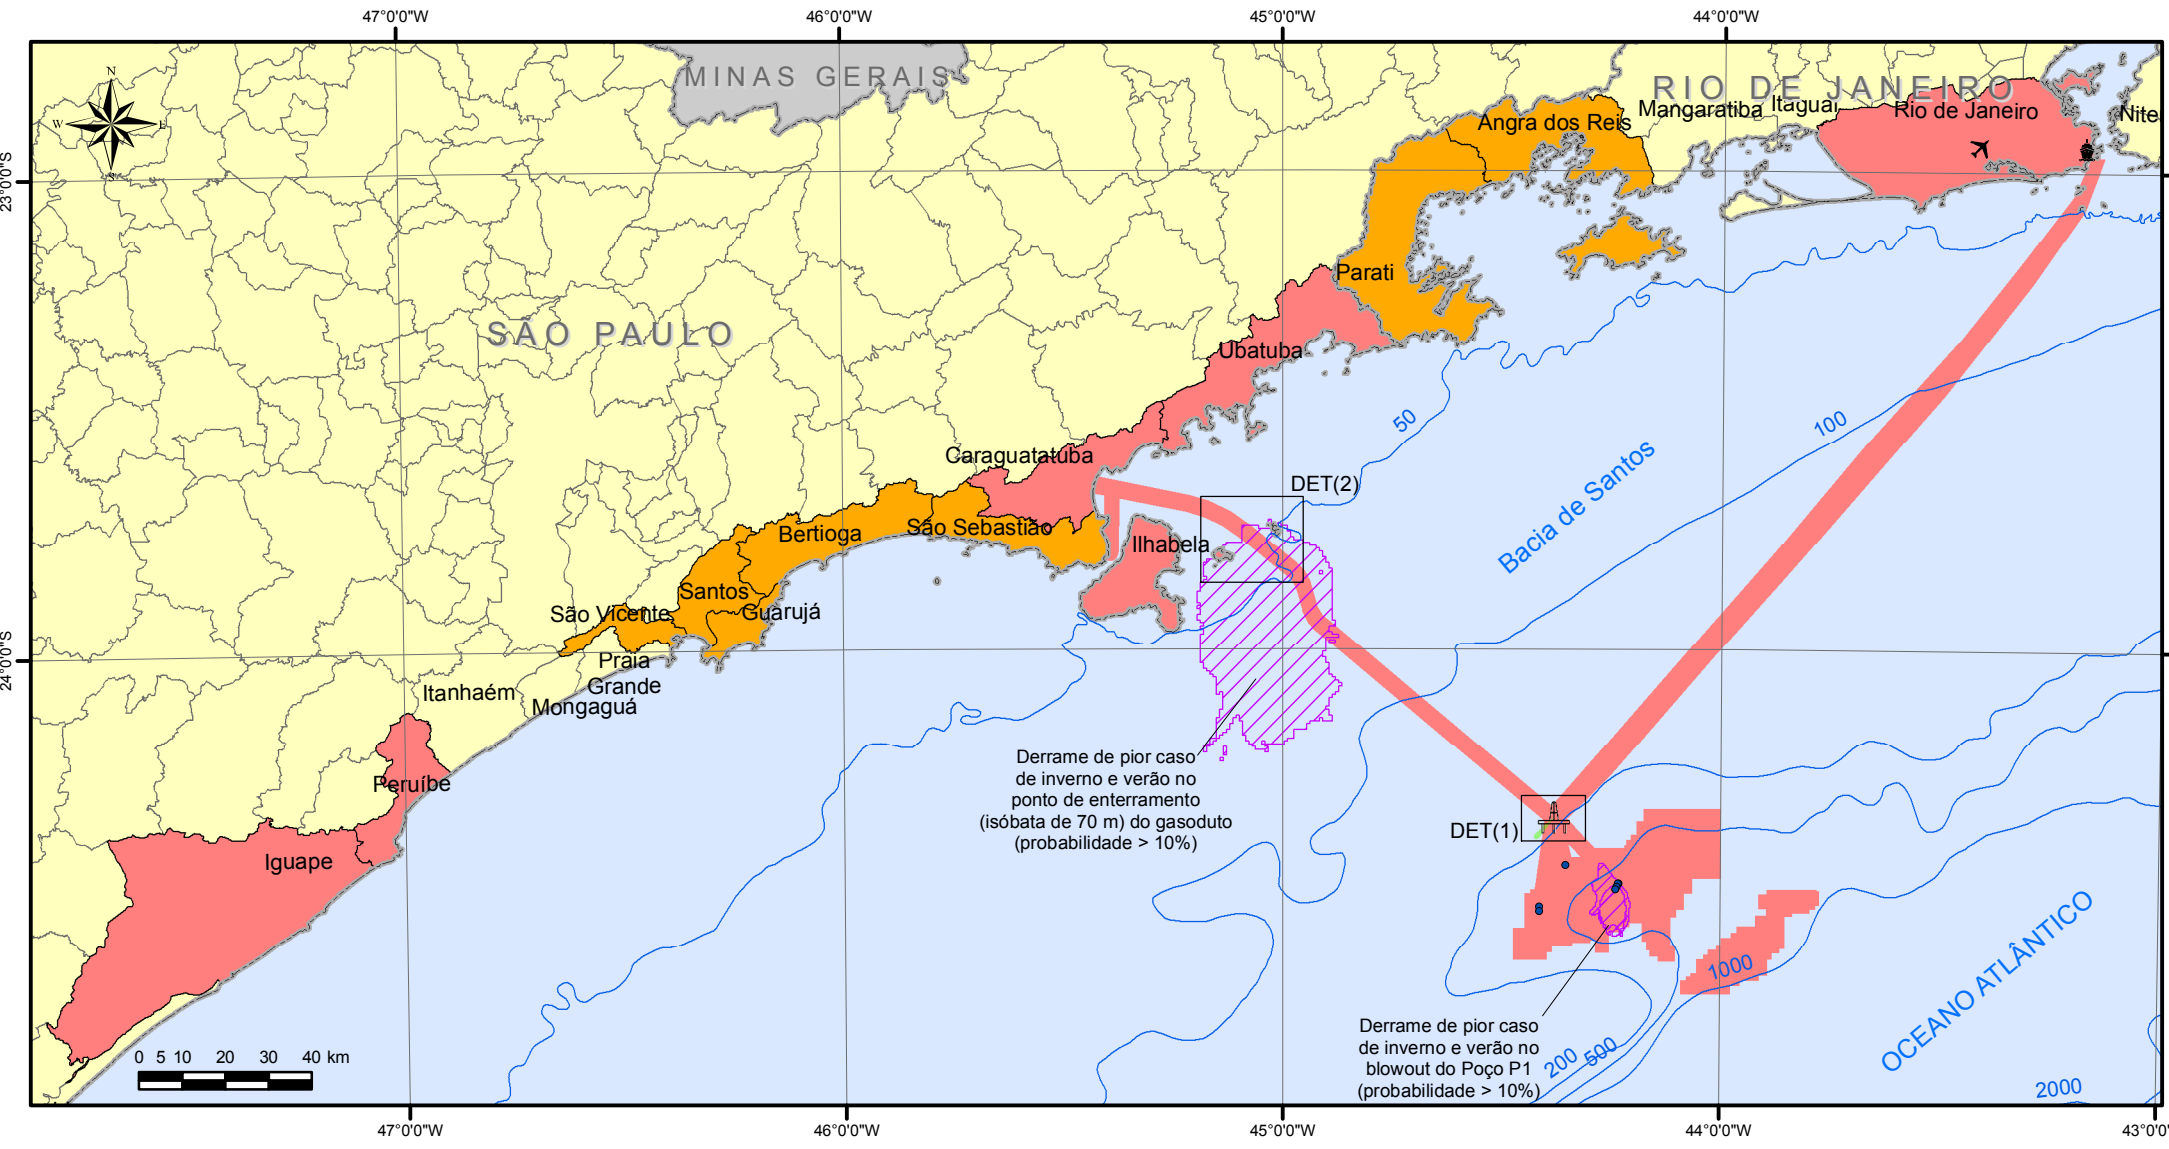 47°0'0"W
46°0'0"W
45°0'0"W
44°0'0"W
MINAS GERAIS
RIO DE JANEIRO
N
W
E
S
Mangaratiba
Itaguaí
Rio de Janeiro
Nite
Angra dos Reis
23°0'0"S
Parati
SÃO PAULO
Ubatuba
50
100
Bacia de Santos
Caraguatatuba
DET(2)
São Sebastião
Bertioga
Ilhabela
Santos
São Vicente
Guarujá
24°0'0"S
Praia
Grande
Itanhaém
Mongaguá
Peruíbe
Derrame de pior caso
de inverno e verão no
ponto de enterramento
(isóbata de 70 m) do gasoduto
(probabilidade > 10%)
DET(1)
Iguape
1000
OCEANO ATLÂNTICO
Derrame de pior caso
de inverno e verão no
blowout do Poço P1
(probabilidade > 10%)
200
500
2000
0 5 10 20 30 40 km
47°0'0"W
46°0'0"W
45°0'0"W
44°0'0"W
43°0'0"